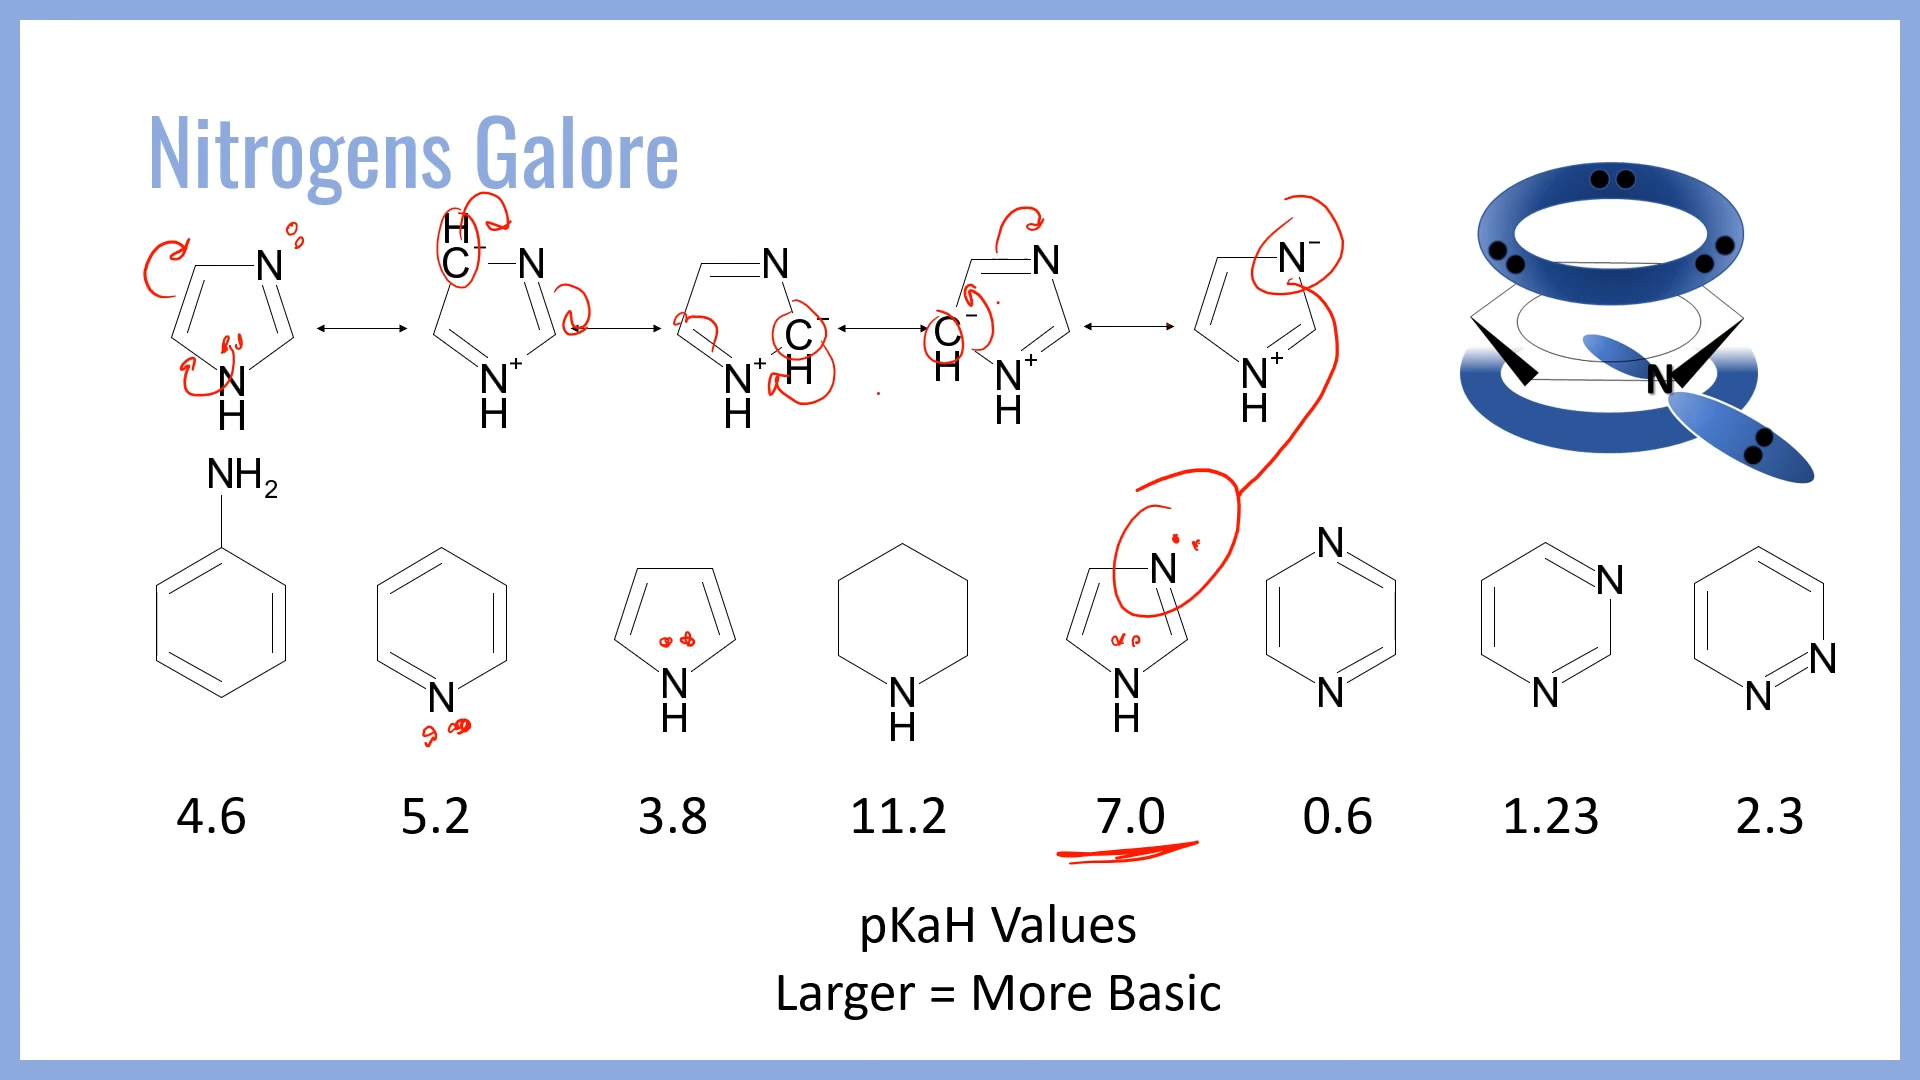 Nitrogens Galore
N
N
H
H
C⁻
N
N⁺
H
N
C⁻
H
N⁺
H
N
C⁻
H
N⁺
H
N⁻
N⁺
H
N
NH₂
N
N
H
N
H
N
N
H
N
N
N
N
N
N
4.6 5.2 3.8 11.2 7.0 0.6 1.23 2.3
pKaH Values
Larger = More Basic